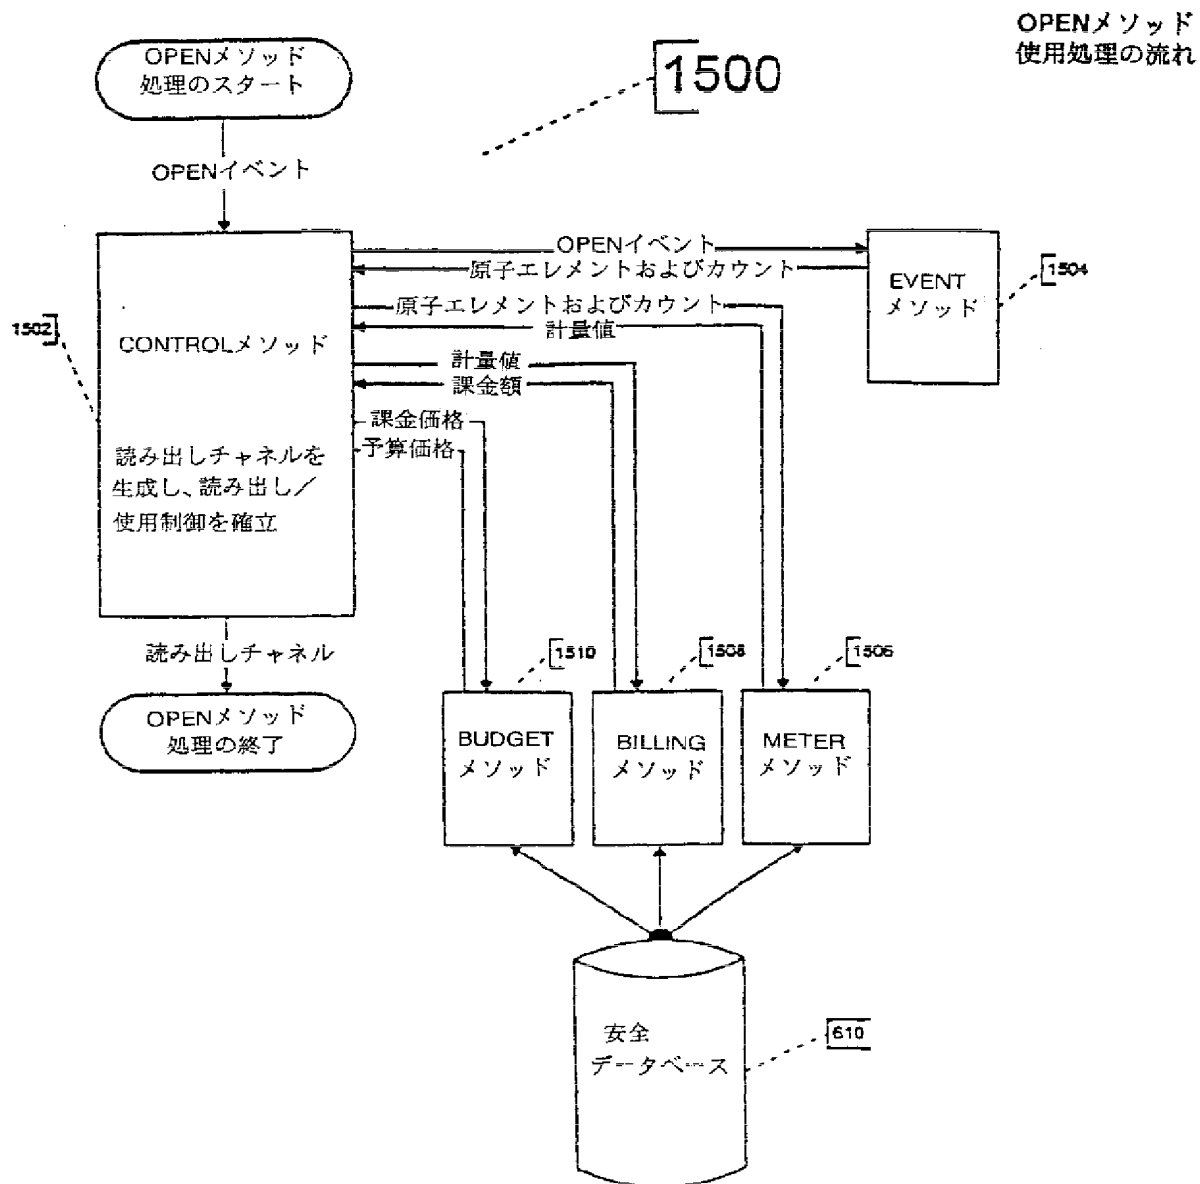 OPENメソッド
使用処理の流れ
OPENメソッド
処理のスタート
1500
OPENイベント
OPENイベント
原子エレメントおよびカウント
EVENT
メソッド
1504
原子エレメントおよびカウント
計量値
1502
CONTROLメソッド
計量値
課金額
課金価格
予算価格
読み出しチャネルを
生成し、読み出し／
使用制御を確立
読み出しチャネル
1510
1508
1506
OPENメソッド
処理の終了
BUDGET
メソッド
BILLING
メソッド
METER
メソッド
安全
データベース
610